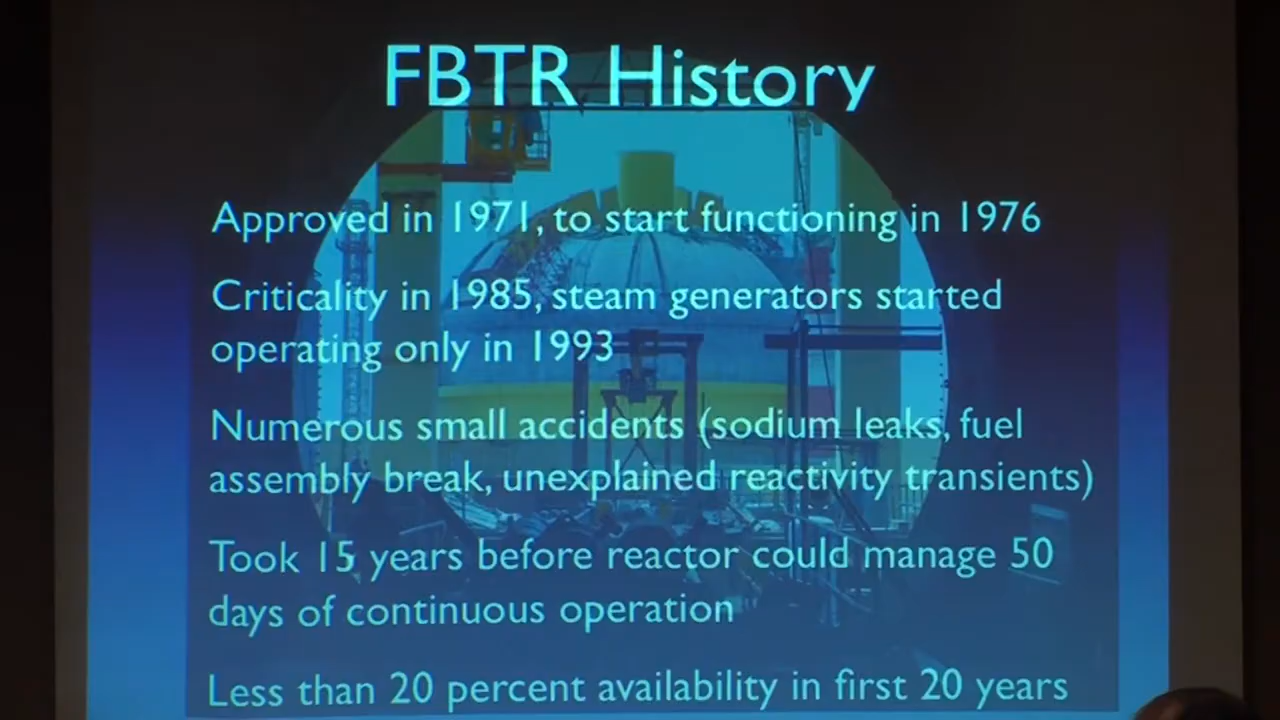 FBTR History
Approved in 1971, to start functioning in 1976
Criticality in 1985, steam generators started
operating only in 1993
Numerous small accidents (sodium leaks, fuel
assembly break, unexplained reactivity transients)
Took 15 years before reactor could manage 50
days of continuous operation
Less than 20 percent availability in first 20 years